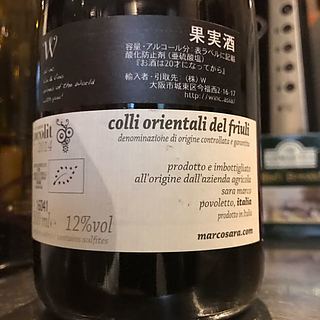 W
果実酒
容量・アルコール分:表ラベルに記載
酸化防止剤(亜硫酸塩)
『お酒は20才になってから』
輸入者・引取先:(株)W
大阪市城東区今福西2-16-17
http://winc.asia/
of the world
colli orientali del friuli
denominazione di origine controllata e garantita
prodotto e imbottigliato
all'origine dall'azienda agricola
sara marco
povoletto, italia
prodotto in Italia
12%vol
contains sulfites
marcosara.com